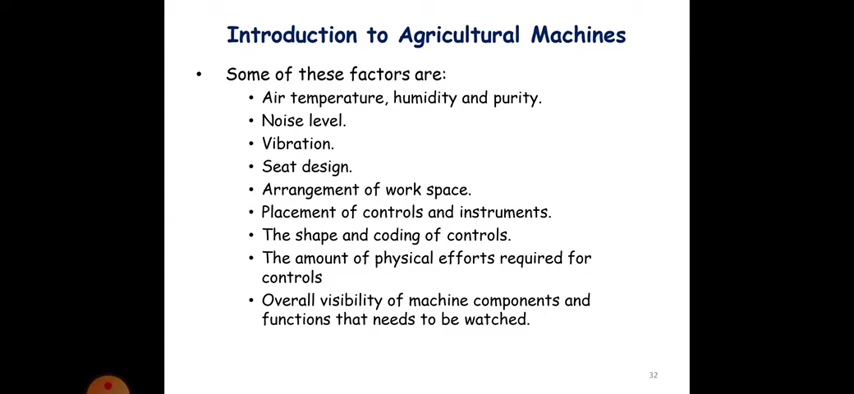 Introduction to Agricultural Machines
• Some of these factors are:
• Air temperature, humidity and purity.
• Noise level.
• Vibration.
• Seat design.
• Arrangement of work space.
• Placement of controls and instruments.
• The shape and coding of controls.
• The amount of physical efforts required for
controls
• Overall visibility of machine components and
functions that needs to be watched.
32